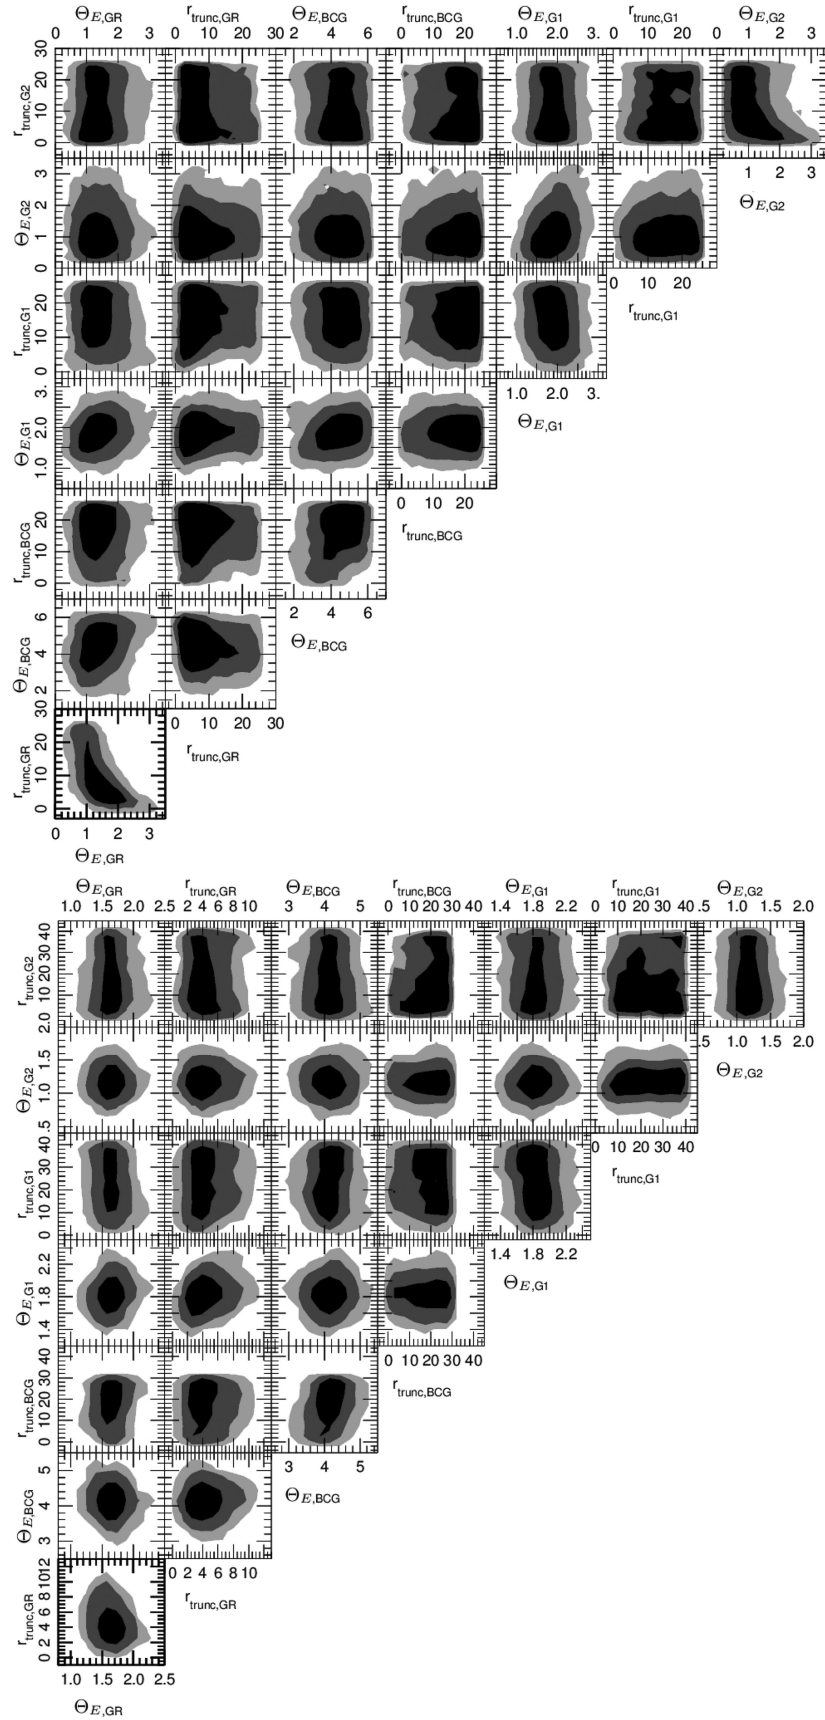 Θ_E,GR r_trunc,GR Θ_E,BCG r_trunc,BCG Θ_E,G1 r_trunc,G1 Θ_E,G2
0 1 2 3 0 10 20 30 2 4 6 0 10 20 1.0 2.0 3. 0 10 20 0 1 2 3
r_trunc,G2 0 10 20 30
0 1 2 3
Θ_E,G2
Θ_E,G2 0 1 2 3
0 10 20
r_trunc,G1
r_trunc,G1 0 10 20
1.0 2.0 3.
Θ_E,G1
Θ_E,G1 1.0 2.0 3.
0 10 20
r_trunc,BCG
r_trunc,BCG 0 10 20
2 4 6
Θ_E,BCG
Θ_E,BCG 2 4 6
0 10 20 30
r_trunc,GR
r_trunc,GR 0 10 20 30
0 1 2 3
Θ_E,GR
Θ_E,GR r_trunc,GR Θ_E,BCG r_trunc,BCG Θ_E,G1 r_trunc,G1 Θ_E,G2
1.0 1.5 2.0 2.5 2 4 6 8 10 3 4 5 0 10 20 30 40 1.4 1.8 2.2 0 10 20 30 40 .5 1.0 1.5 2.0
r_trunc,G2 0 10 20 30 40
.5 1.0 1.5 2.0
Θ_E,G2
Θ_E,G2 .5 1.0 1.5 2.0
0 10 20 30 40
r_trunc,G1
r_trunc,G1 0 10 20 30 40
1.4 1.8 2.2
Θ_E,G1
Θ_E,G1 1.4 1.8 2.2
0 10 20 30 40
r_trunc,BCG
r_trunc,BCG 0 10 20 30 40
3 4 5
Θ_E,BCG
Θ_E,BCG 3 4 5
0 2 4 6 8 10
r_trunc,GR
r_trunc,GR 0 2 4 6 8 10 12
1.0 1.5 2.0 2.5
Θ_E,GR